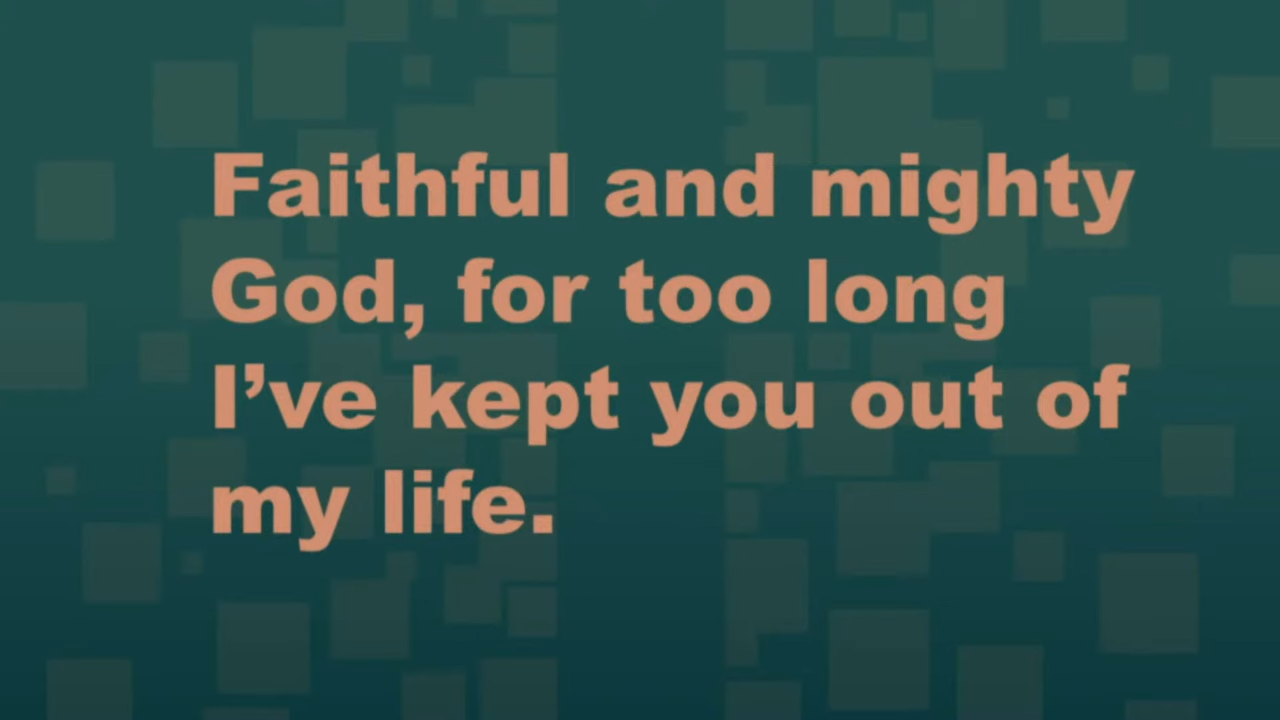 Faithful and mighty
God, for too long
I’ve kept you out of
my life.